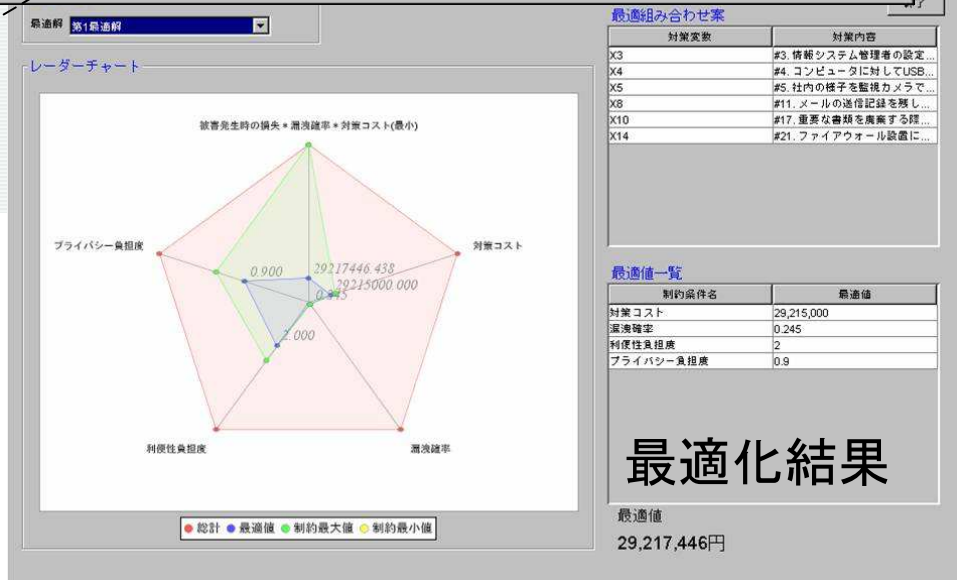 最適解 第1最適解
レーダーチャート
被害発生時の損失*漏洩確率*対策コスト(最小)
プライバシー負担度
対策コスト
0.900
29217446.438
29215000.000
0.245
2.000
利便性負担度
漏洩確率
総計 最適値 制約最大値 制約最小値
最適組み合わせ案
対策変数 対策内容
X3 #3. 情報システム管理者の設定...
X4 #4. コンピュータに対してUSB...
X5 #5. 社内の様子を監視カメラで...
X8 #11. メールの送信記録を残し...
X10 #17. 重要な書類を廃棄する際...
X14 #21. ファイアウォール設置に...
最適値一覧
制約条件名 最適値
対策コスト 29,215,000
漏洩確率 0.245
利便性負担度 2
プライバシー負担度 0.9
最適化結果
最適値
29,217,446円